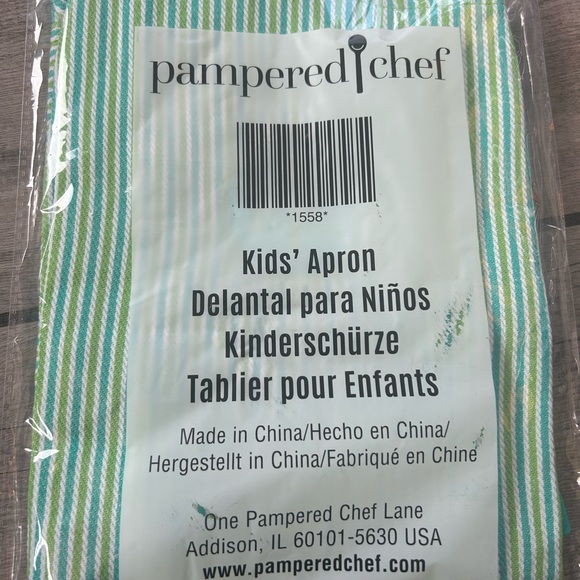 pampered chef
*1558*
Kids' Apron
Delantal para Niños
Kinderschürze
Tablier pour Enfants
Made in China/Hecho en China/
Hergestellt in China/Fabriqué en Chine
One Pampered Chef Lane
Addison, IL 60101-5630 USA
www.pamperedchef.com